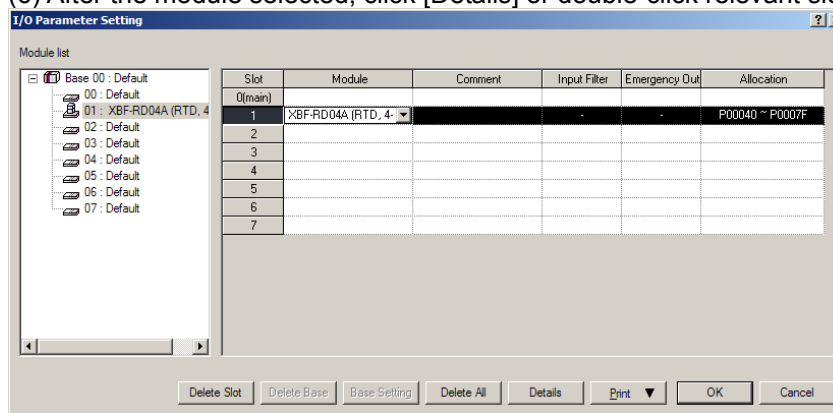 (3) After the module selected, click [Details] or double-click relevant
I/O Parameter Setting
Module list
Base 00 : Default
00 : Default
01 : XBF-RD04A (RTD, 4
02 : Default
03 : Default
04 : Default
05 : Default
06 : Default
07 : Default
Slot Module Comment Input Filter Emergency Out Allocation
0(main)
1 XBF-RD04A (RTD, 4- - - P00040 ~ P0007F
2
3
4
5
6
7
Delete Slot Delete Base Base Setting Delete All Details Print ▼ OK Cancel